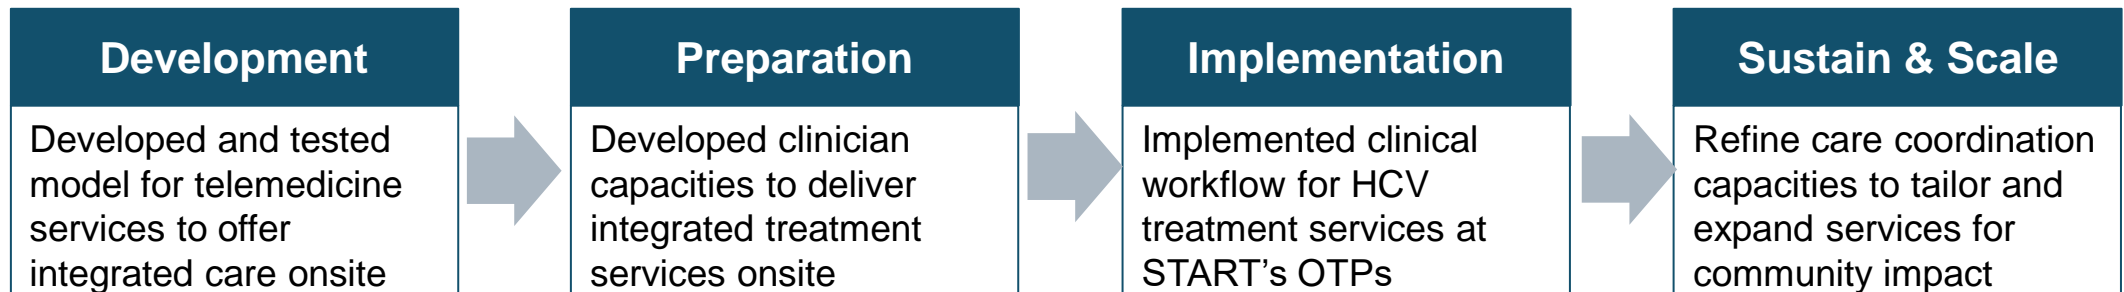 Development
Developed and tested
model for telemedicine
services to offer
integrated care onsite
Preparation
Developed clinician
capacities to deliver
integrated treatment
services onsite
Implementation
Implemented clinical
workflow for HCV
treatment services at
START’s OTPs
Sustain & Scale
Refine care coordination
capacities to tailor and
expand services for
community impact